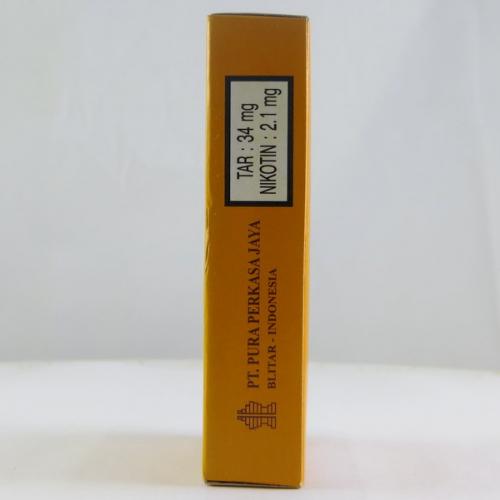 TAR : 34 mg
NIKOTIN : 2.1 mg
PT. PURA PERKASA JAYA
BLITAR - INDONESIA